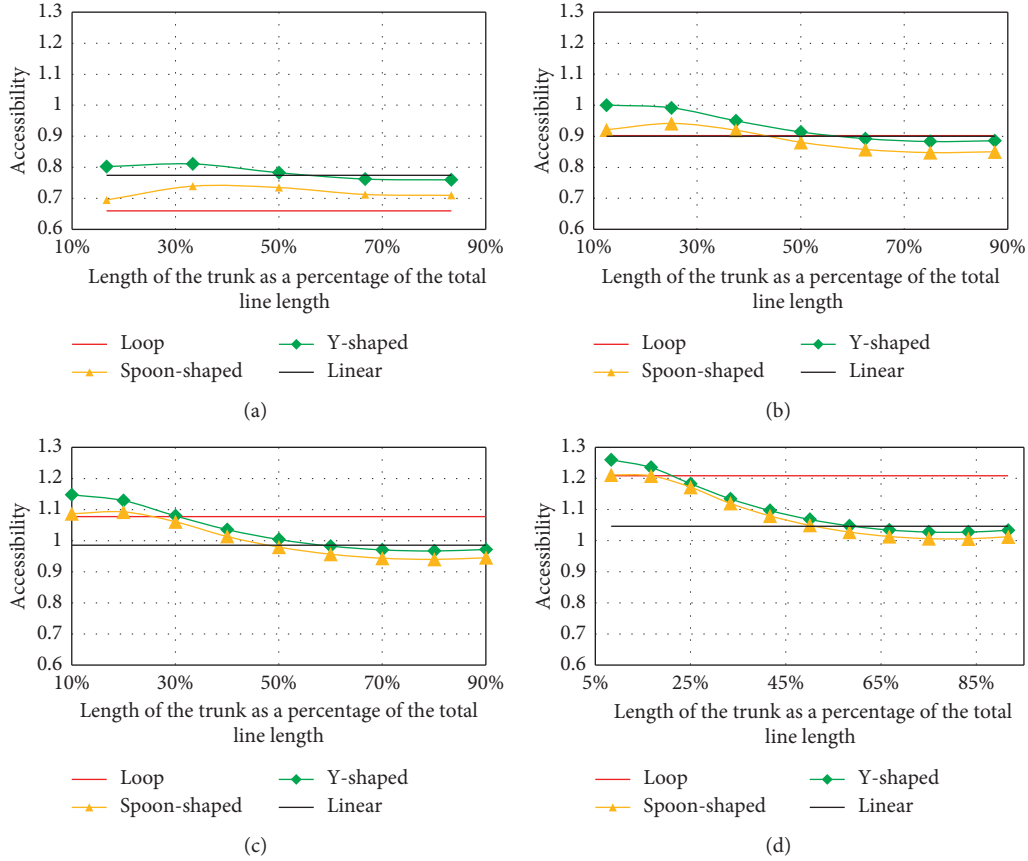 1.3
1.2
1.1
1
0.9
0.8
0.7
0.6
Accessibility
10% 30% 50% 70% 90%
Length of the trunk as a percentage of the total
line length
Loop Y-shaped
Spoon-shaped Linear
(a)
1.3
1.2
1.1
1
0.9
0.8
0.7
0.6
Accessibility
10% 30% 50% 70% 90%
Length of the trunk as a percentage of the total
line length
Loop Y-shaped
Spoon-shaped Linear
(b)
1.3
1.2
1.1
1
0.9
0.8
0.7
0.6
Accessibility
10% 30% 50% 70% 90%
Length of the trunk as a percentage of the total
line length
Loop Y-shaped
Spoon-shaped Linear
(c)
1.3
1.2
1.1
1
0.9
0.8
0.7
0.6
Accessibility
5% 25% 45% 65% 85%
Length of the trunk as a percentage of the total
line length
Loop Y-shaped
Spoon-shaped Linear
(d)